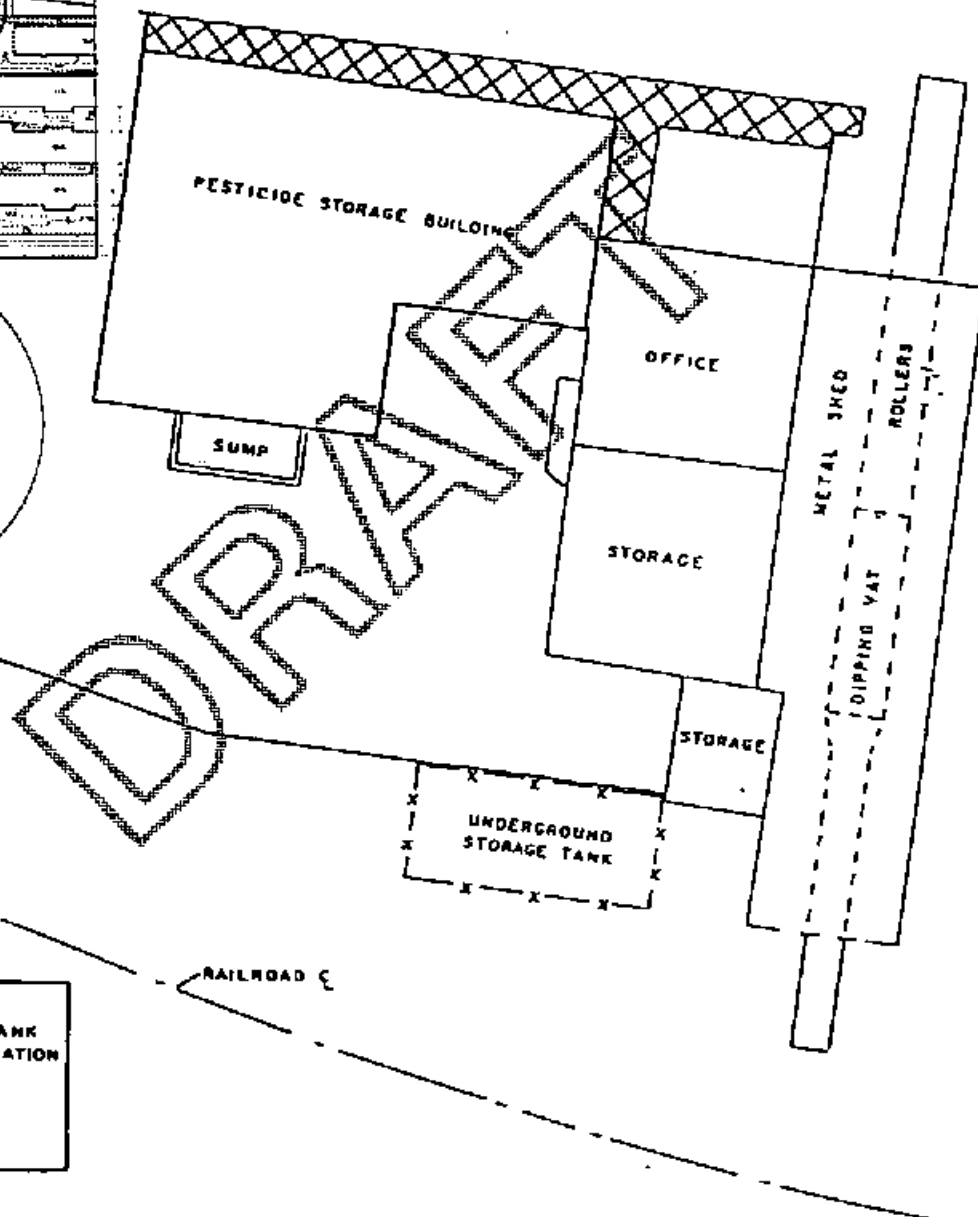 PESTICIDE STORAGE BUILDING
OFFICE
SUMP
STORAGE
METAL SHED
ROLLERS
DIPPING VAT
STORAGE
UNDERGROUND
STORAGE TANK
RAILROAD ℄
ANK
ATION
DRAFT